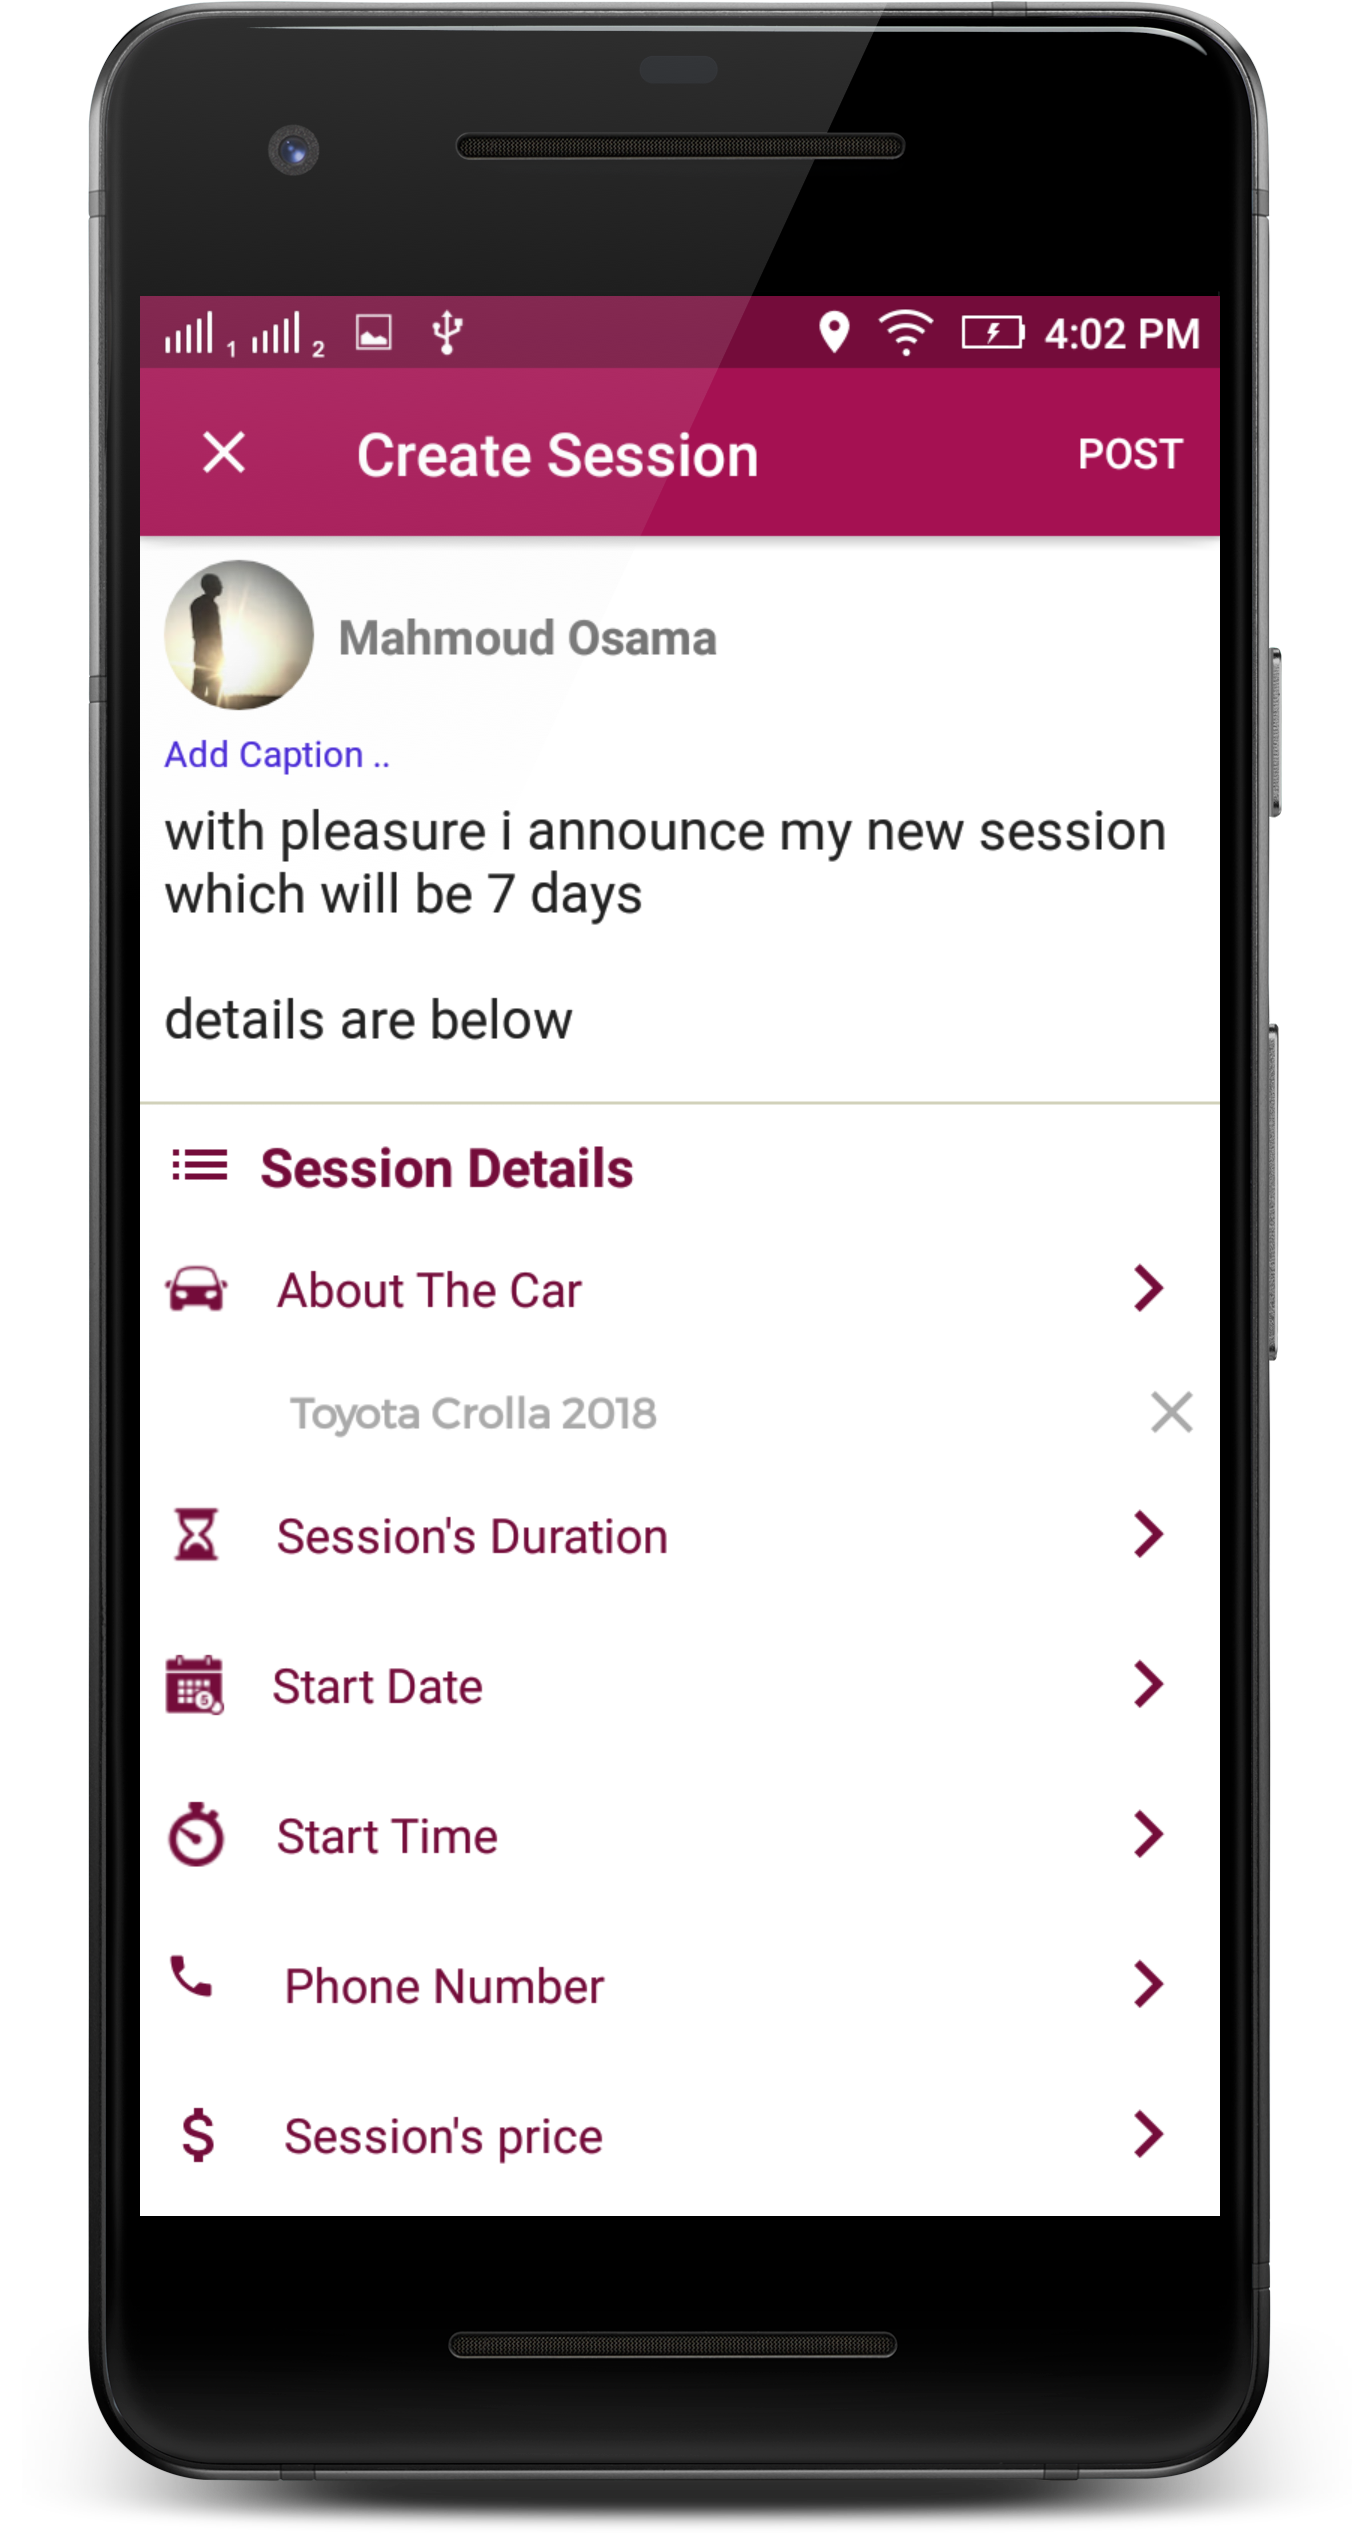 1 2 4:02 PM
Create Session POST
Mahmoud Osama
Add Caption ..
with pleasure i announce my new session
which will be 7 days
details are below
Session Details
About The Car
Toyota Crolla 2018
Session's Duration
5
Start Date
Start Time
Phone Number
$ Session's price